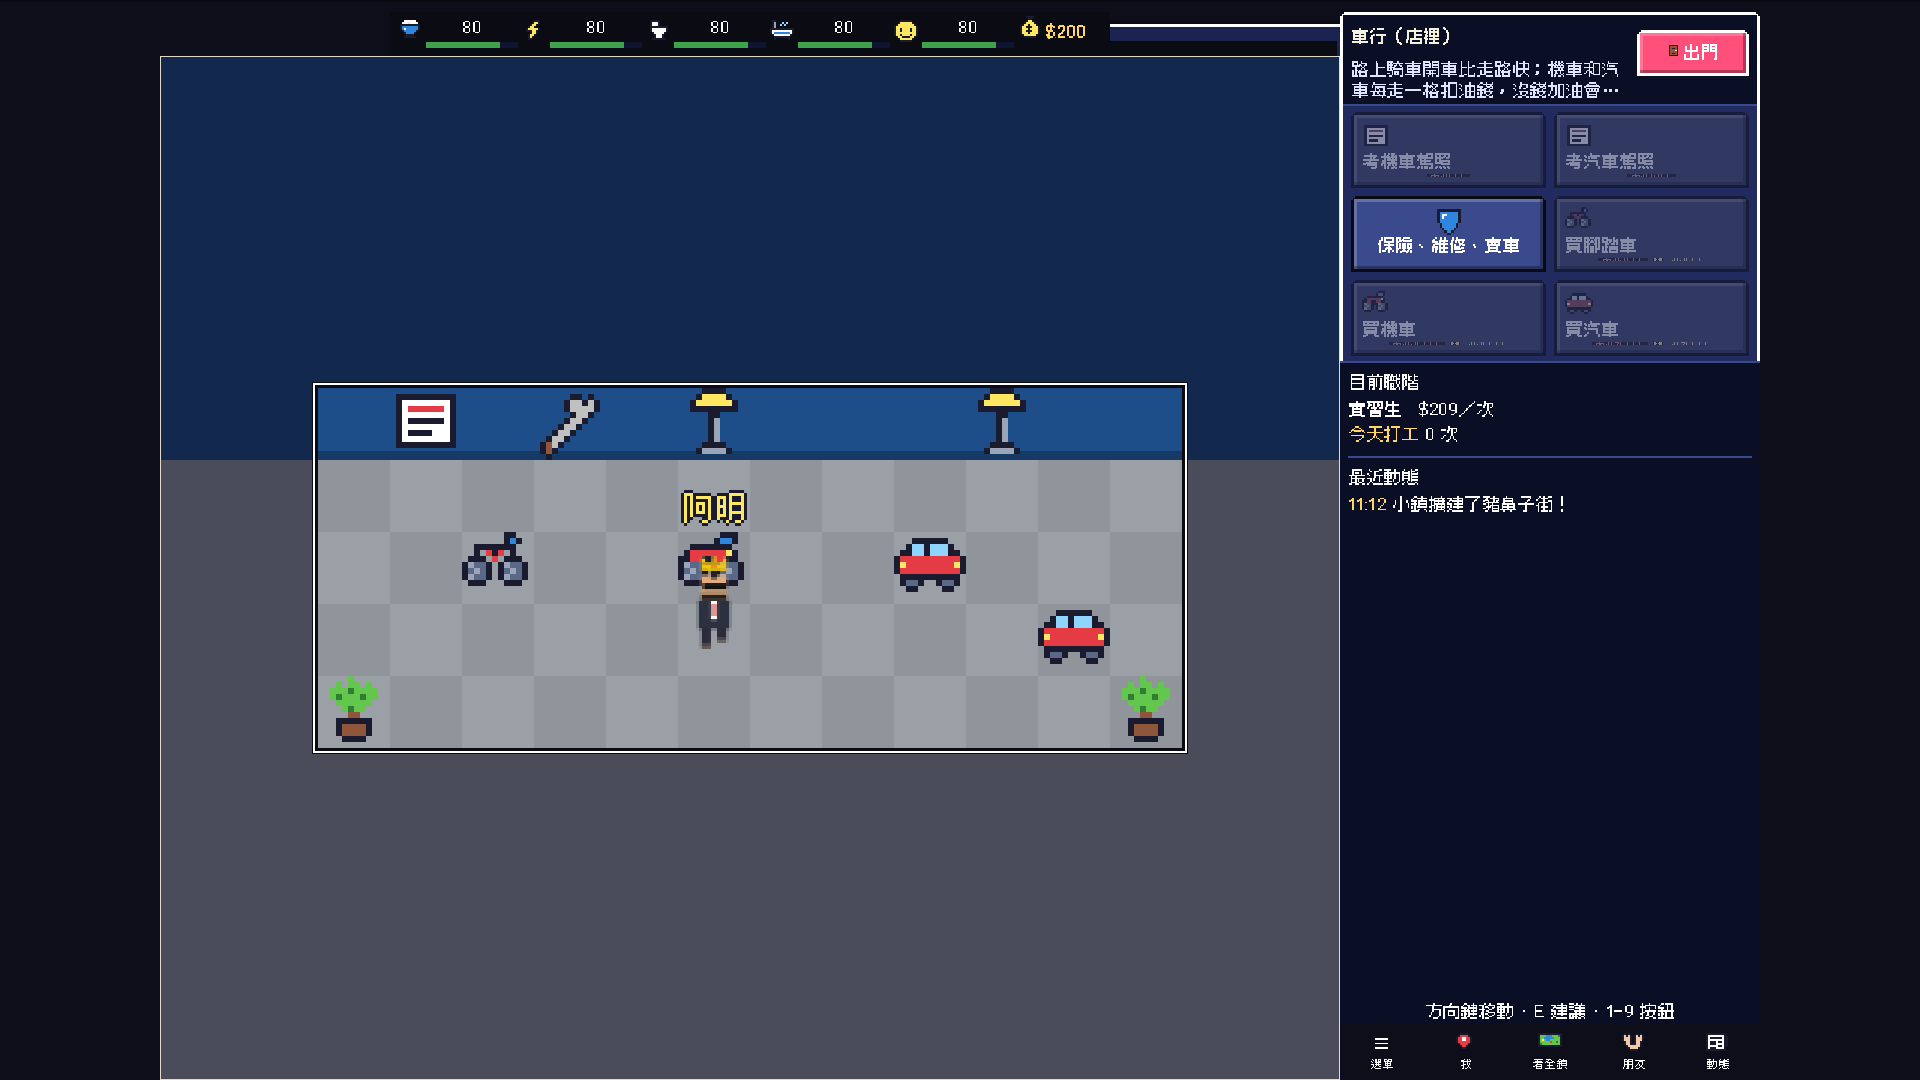 80 80 80 80 80 $200
車行（店裡）
出門
路上騎車開車比走路快；機車和汽
車每走一格扣油錢，沒錢加油會…
考機車駕照
考汽車駕照
保險、維修、賣車
買腳踏車
買機車
買汽車
目前職階
實習生 $209／次
今天打工 0 次
最近動態
11:12 小鎮擴建了豬鼻子街！
阿明
方向鍵移動 · E 建議 · 1-9 按鈕
選單
我
看全鎮
朋友
動態